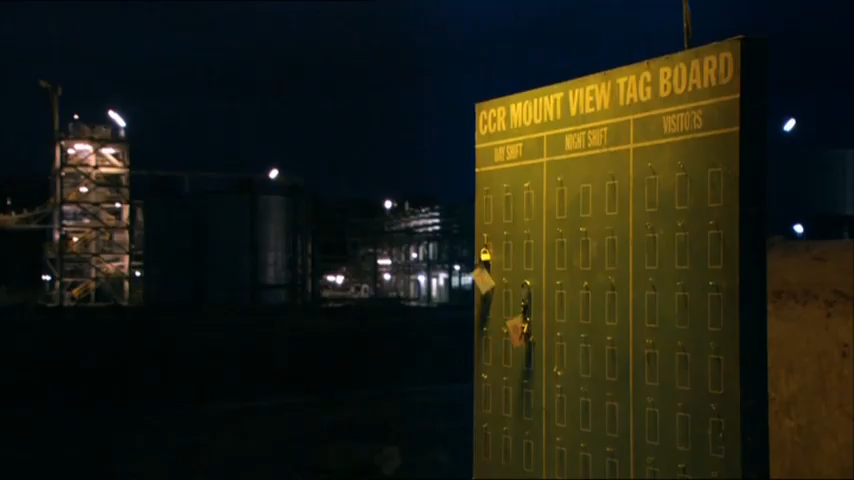 CCR MOUNT VIEW TAG BOARD
DAY SHIFT
NIGHT SHIFT
VISITORS